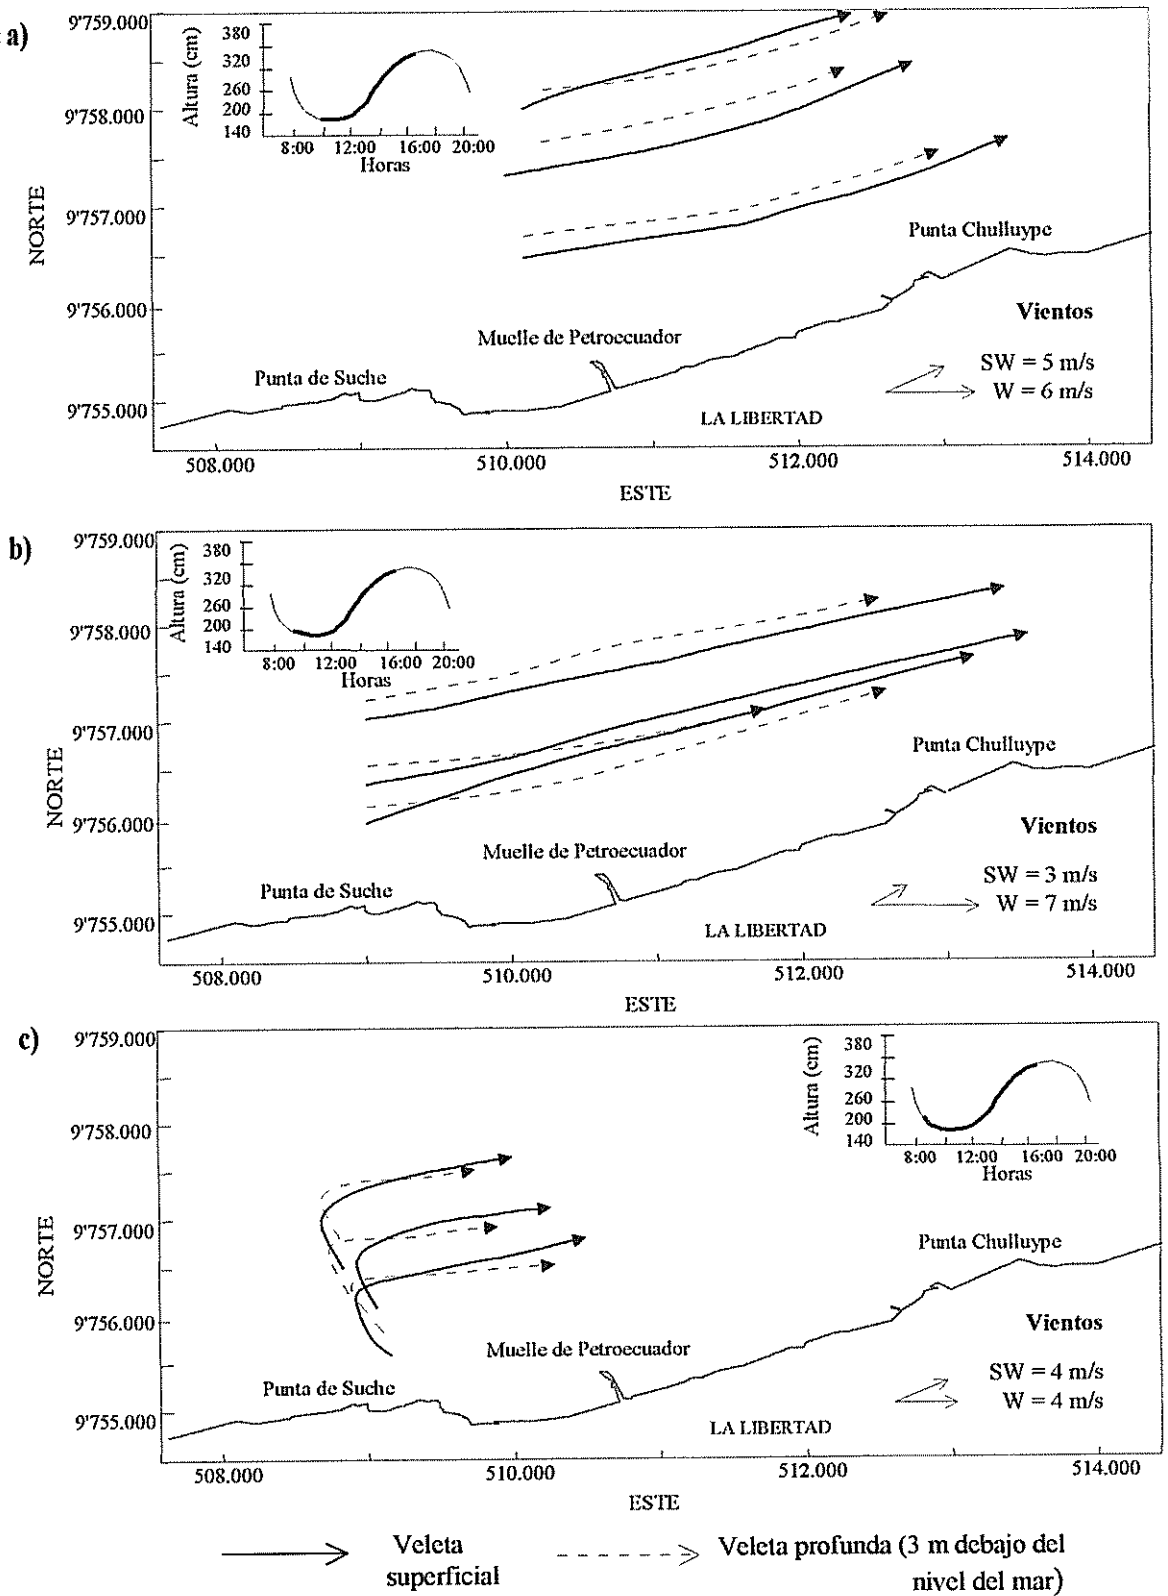 a)
9'759.000
9'758.000
9'757.000
9'756.000
9'755.000
NORTE
Altura (cm)
380
320
260
200
140
8:00 12:00 16:00 20:00
Horas
Punta Chulluype
Vientos
SW = 5 m/s
W = 6 m/s
Muelle de Petroecuador
Punta de Suche
LA LIBERTAD
508.000 510.000 512.000 514.000
ESTE
b)
9'759.000
9'758.000
9'757.000
9'756.000
9'755.000
NORTE
Altura (cm)
380
320
260
200
140
8:00 12:00 16:00 20:00
Horas
Punta Chulluype
Vientos
SW = 3 m/s
W = 7 m/s
Muelle de Petroecuador
Punta de Suche
LA LIBERTAD
508.000 510.000 512.000 514.000
ESTE
c)
9'759.000
9'758.000
9'757.000
9'756.000
9'755.000
NORTE
Altura (cm)
380
320
260
200
140
8:00 12:00 16:00 20:00
Horas
Punta Chulluype
Vientos
SW = 4 m/s
W = 4 m/s
Muelle de Petroecuador
Punta de Suche
LA LIBERTAD
508.000 510.000 512.000 514.000
ESTE
Veleta
superficial
Veleta profunda (3 m debajo del
nivel del mar)